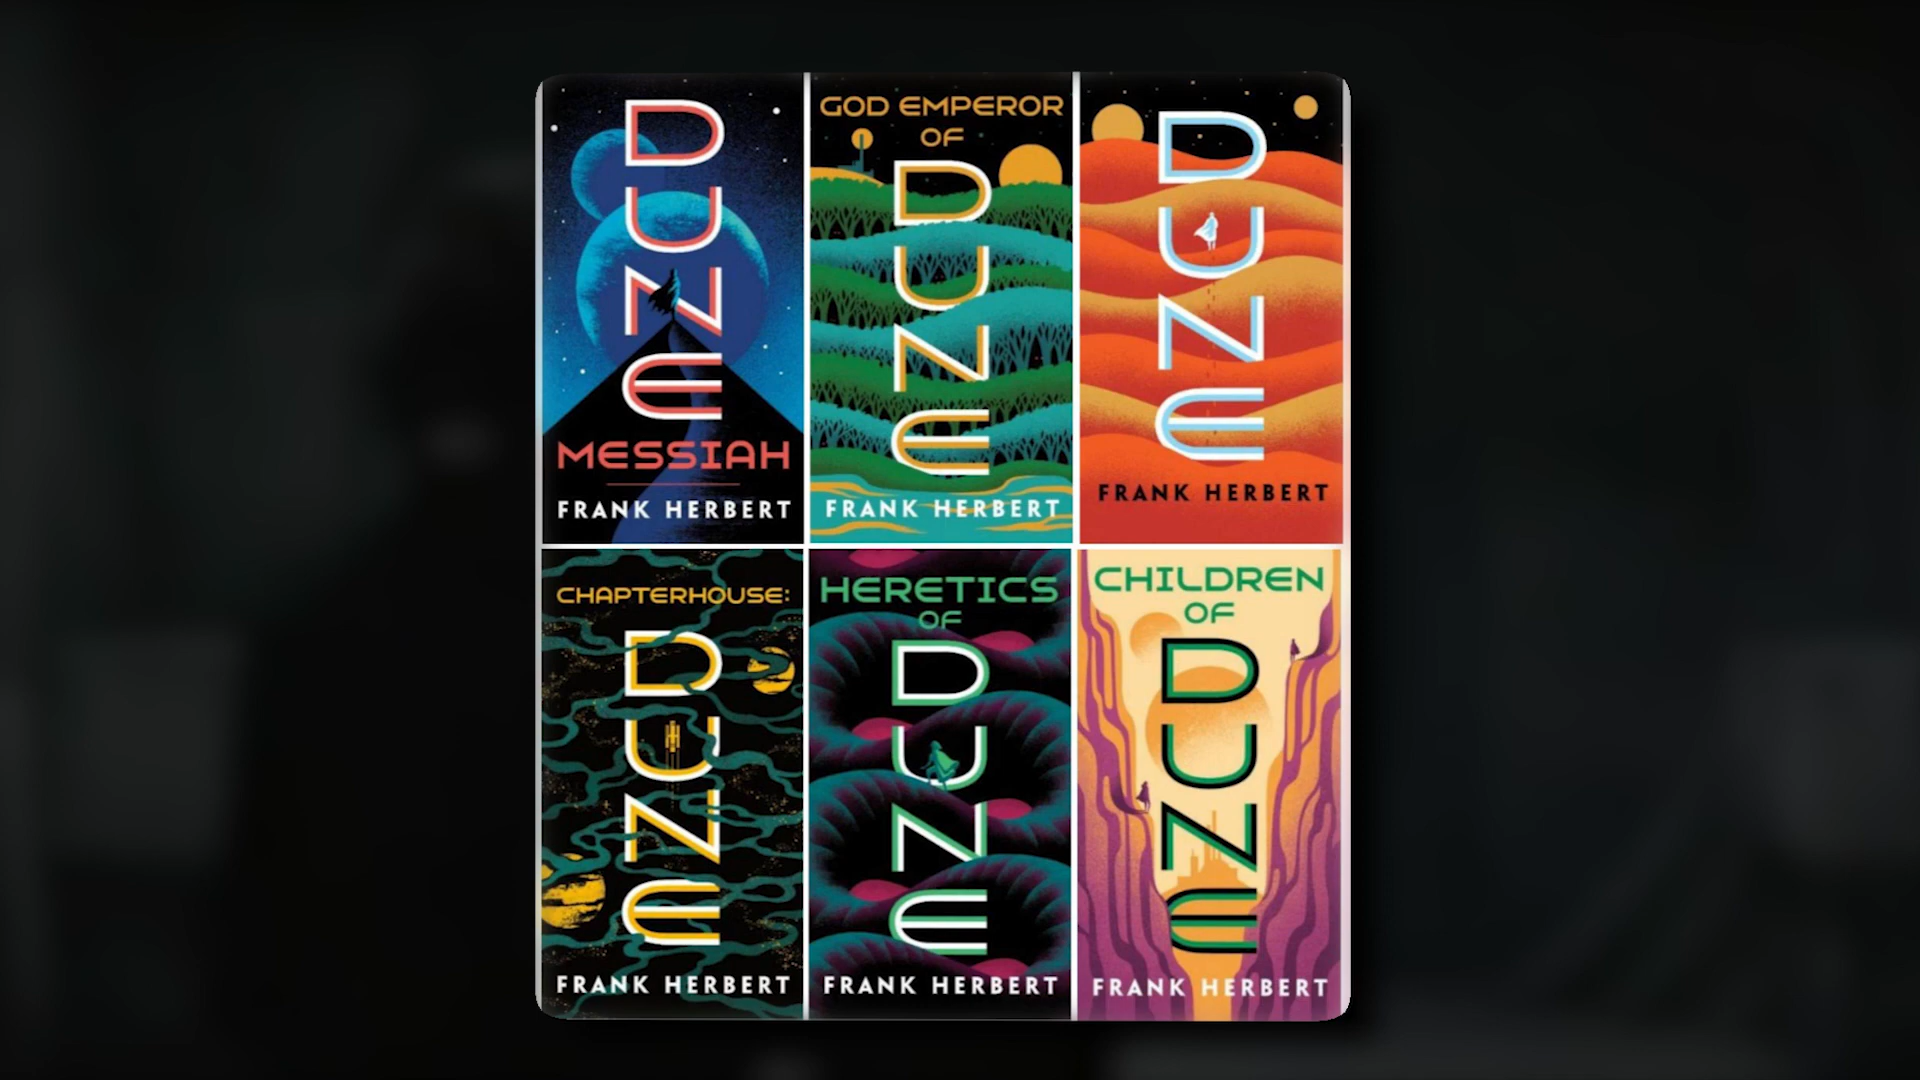 DUNE
MESSIAH
FRANK HERBERT
GOD EMPEROR
OF
DUNE
FRANK HERBERT
DUNE
FRANK HERBERT
CHAPTERHOUSE:
DUNE
FRANK HERBERT
HERETICS
OF
DUNE
FRANK HERBERT
CHILDREN
OF
DUNE
FRANK HERBERT